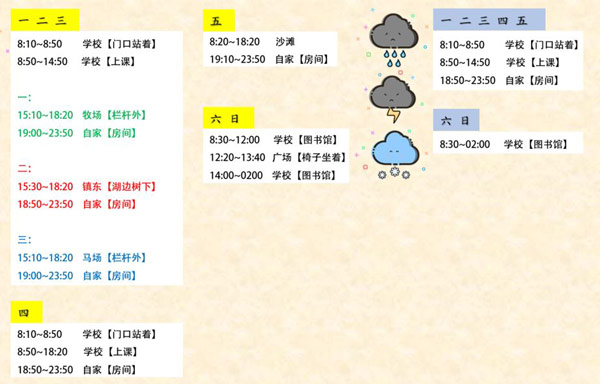 一 二 三
8:10~8:50 学校【门口站着】
8:50~14:50 学校【上课】
一:
15:10~18:20 牧场【栏杆外】
19:00~23:50 自家【房间】
二:
15:30~18:20 镇东【湖边树下】
18:50~23:50 自家【房间】
三:
15:10~18:20 马场【栏杆外】
19:00~23:50 自家【房间】
四
8:10~8:50 学校【门口站着】
8:50~18:20 学校【上课】
18:50~23:50 自家【房间】
五
8:20~18:20 沙滩
19:10~23:50 自家【房间】
六 日
8:30~12:00 学校【图书馆】
12:20~13:40 广场【椅子坐着】
14:00~0200 学校【图书馆】
一 二 三 四 五
8:10~8:50 学校【门口站着】
8:50~14:50 学校【上课】
18:50~23:50 自家【房间】
六 日
8:30~02:00 学校【图书馆】